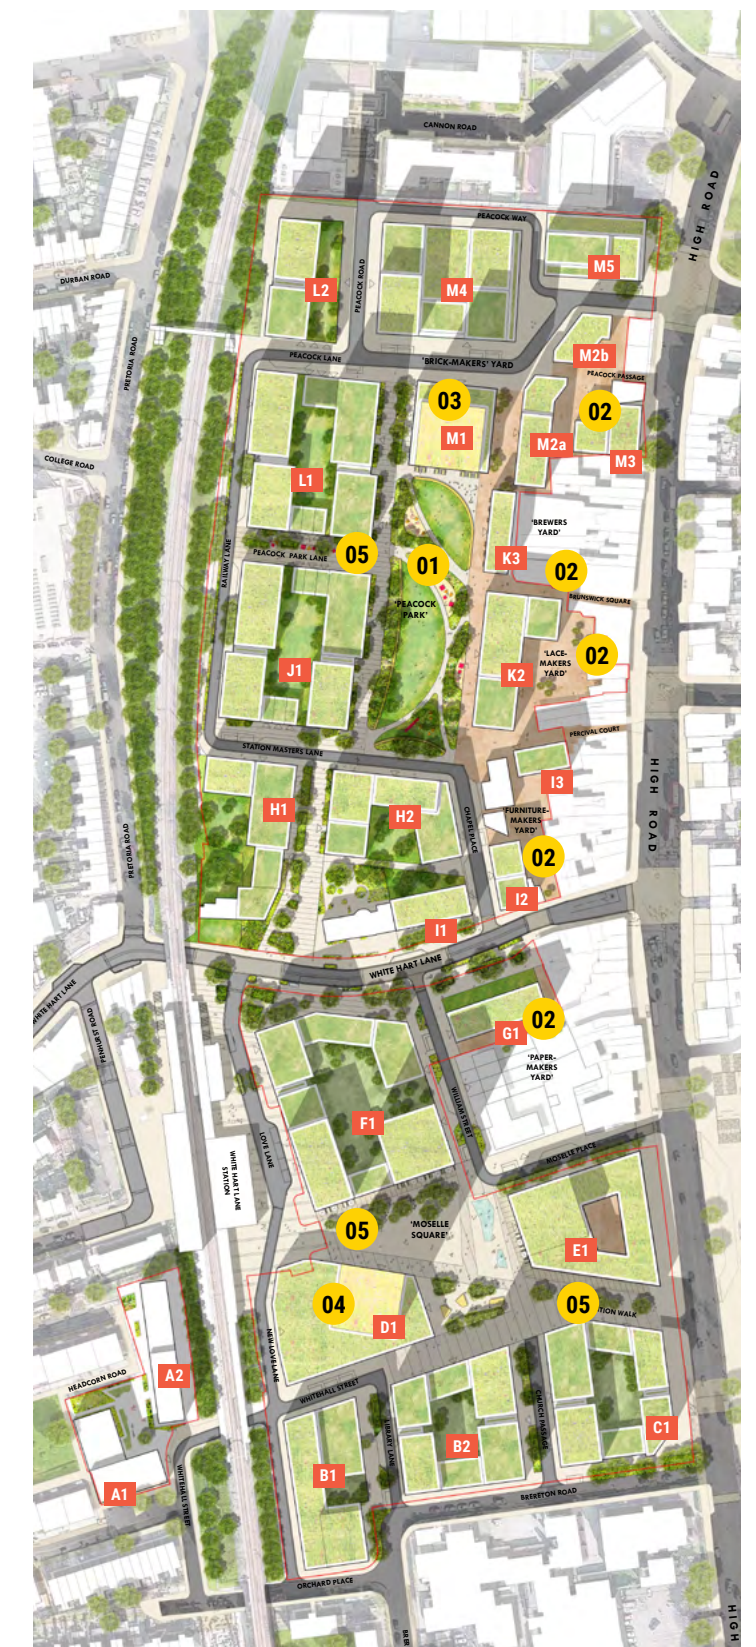 CANNON ROAD
HIGH ROAD
PEACOCK WAY
M5
DURBAN ROAD
L2
PEACOCK ROAD
M4
PRETORIA ROAD
PEACOCK LANE
'BRICK-MAKERS' YARD
M2b
PEACOCK PASSAGE
03
02
M1
M2a
M3
COLLEGE ROAD
L1
'BREWERS
YARD'
RAILWAY LANE
PEACOCK PARK LANE
05
01
K3
02
'PEACOCK
PARK'
BRUNSWICK SQUARE
J1
K2
'LACE-
MAKERS
YARD'
02
PERCIVAL COURT
STATION MASTERS LANE
I3
HIGH ROAD
H1
H2
CHAPEL PLACE
'FURNITURE-
MAKERS
YARD'
PRETORIA ROAD
02
I2
I1
WHITE HART LANE
WHITE HART LANE
PENHURST ROAD
G1
02
'PAPER-
MAKERS
YARD'
F1
WILLIAM STREET
LOVE LANE
WHITE HART LANE
STATION
MOSELLE PLACE
05
'MOSELLE
SQUARE'
E1
04
D1
05
TION WALK
NEW LOVE LANE
HEADCORN ROAD
A2
WHITEHALL STREET
LIBRARY LANE
CHURCH PASSAGE
C1
B2
B1
A1
WHITEHALL STREET
BRERETON ROAD
ORCHARD PLACE
BRE
HIGH